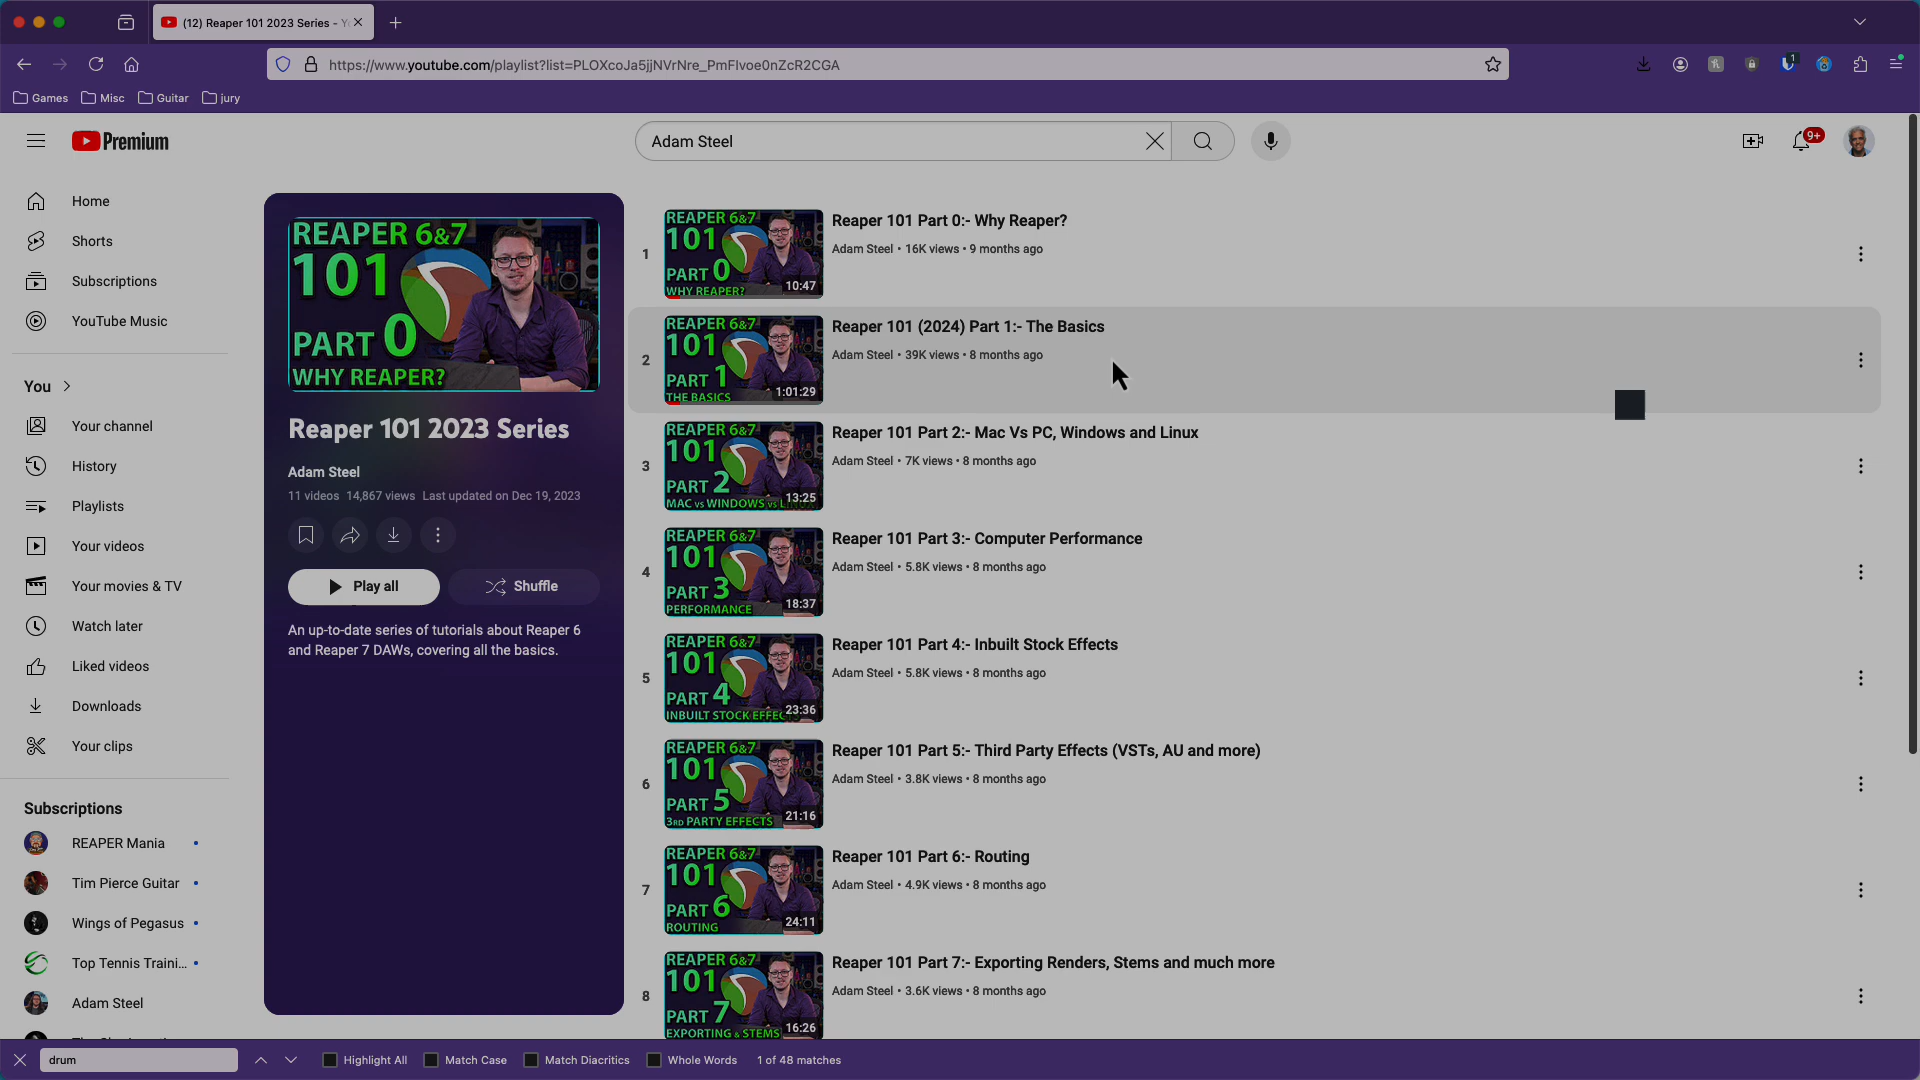 (12) Reaper 101 2023 Series - Y
https://www.youtube.com/playlist?list=PLOXcoJa5jjNVrNre_PmFlvoe0nZcR2CGA
1
Games Misc Guitar jury
Premium
Adam Steel
9+
Home
Shorts
Subscriptions
YouTube Music
You
Your channel
History
Playlists
Your videos
Your movies & TV
Watch later
Liked videos
Downloads
Your clips
Subscriptions
REAPER Mania
Tim Pierce Guitar
Wings of Pegasus
Top Tennis Traini...
Adam Steel
REAPER 6&7
101
PART 0
WHY REAPER?
Reaper 101 2023 Series
Adam Steel
11 videos 14,867 views Last updated on Dec 19, 2023
Play all
Shuffle
An up-to-date series of tutorials about Reaper 6
and Reaper 7 DAWs, covering all the basics.
1
REAPER 6&7
101
PART 0
WHY REAPER?
10:47
Reaper 101 Part 0:- Why Reaper?
Adam Steel • 16K views • 9 months ago
2
REAPER 6&7
101
PART 1
THE BASICS
1:01:29
Reaper 101 (2024) Part 1:- The Basics
Adam Steel • 39K views • 8 months ago
3
REAPER 6&7
101
PART 2
MAC vs WINDOWS vs LINUX
13:25
Reaper 101 Part 2:- Mac Vs PC, Windows and Linux
Adam Steel • 7K views • 8 months ago
4
REAPER 6&7
101
PART 3
PERFORMANCE
18:37
Reaper 101 Part 3:- Computer Performance
Adam Steel • 5.8K views • 8 months ago
5
REAPER 6&7
101
PART 4
INBUILT STOCK EFFECTS
23:36
Reaper 101 Part 4:- Inbuilt Stock Effects
Adam Steel • 5.8K views • 8 months ago
6
REAPER 6&7
101
PART 5
3RD PARTY EFFECTS
21:16
Reaper 101 Part 5:- Third Party Effects (VSTs, AU and more)
Adam Steel • 3.8K views • 8 months ago
7
REAPER 6&7
101
PART 6
ROUTING
24:11
Reaper 101 Part 6:- Routing
Adam Steel • 4.9K views • 8 months ago
8
REAPER 6&7
101
PART 7
EXPORTING & STEMS
16:26
Reaper 101 Part 7:- Exporting Renders, Stems and much more
Adam Steel • 3.6K views • 8 months ago
drum
Highlight All Match Case Match Diacritics Whole Words 1 of 48 matches